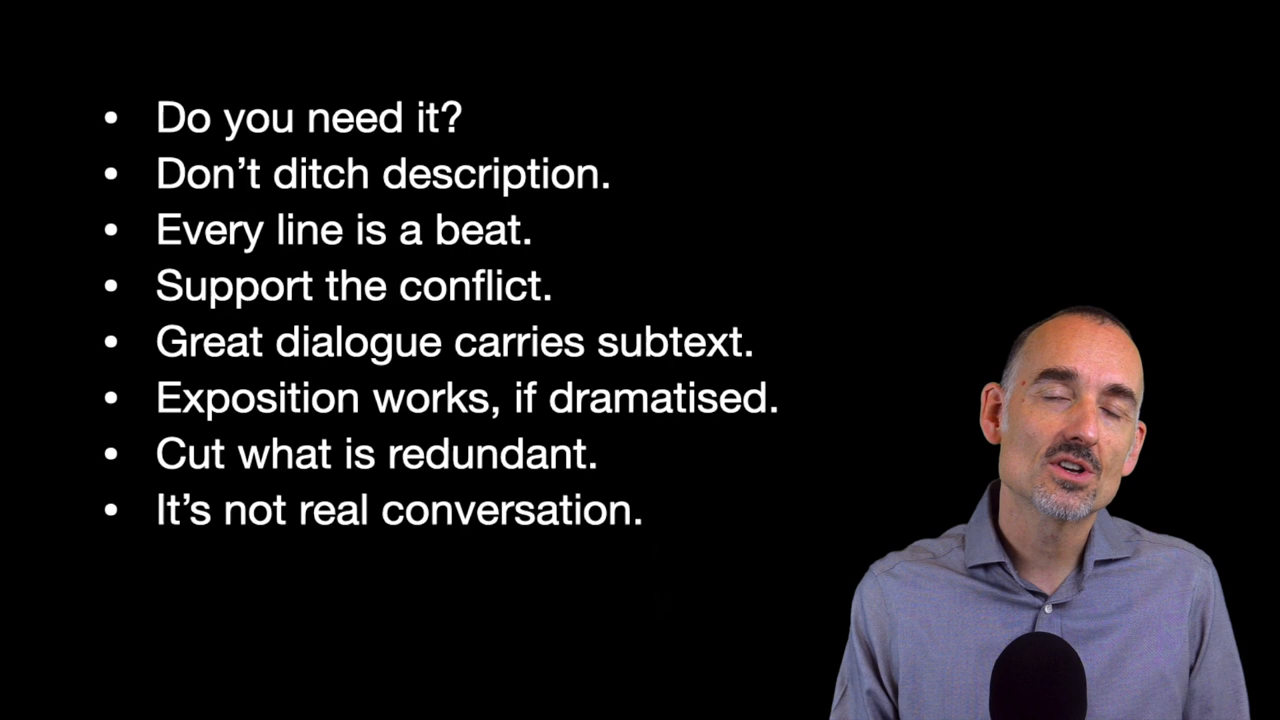 • Do you need it?
• Don’t ditch description.
• Every line is a beat.
• Support the conflict.
• Great dialogue carries subtext.
• Exposition works, if dramatised.
• Cut what is redundant.
• It’s not real conversation.